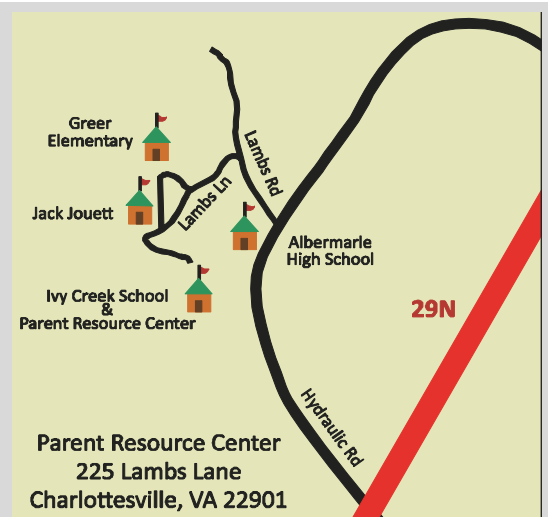 Greer
Elementary
Lambs Rd
Lambs Ln
Jack Jouett
Albermarle
High School
Ivy Creek School
&
Parent Resource Center
29N
Hydraulic Rd
Parent Resource Center
225 Lambs Lane
Charlottesville, VA 22901